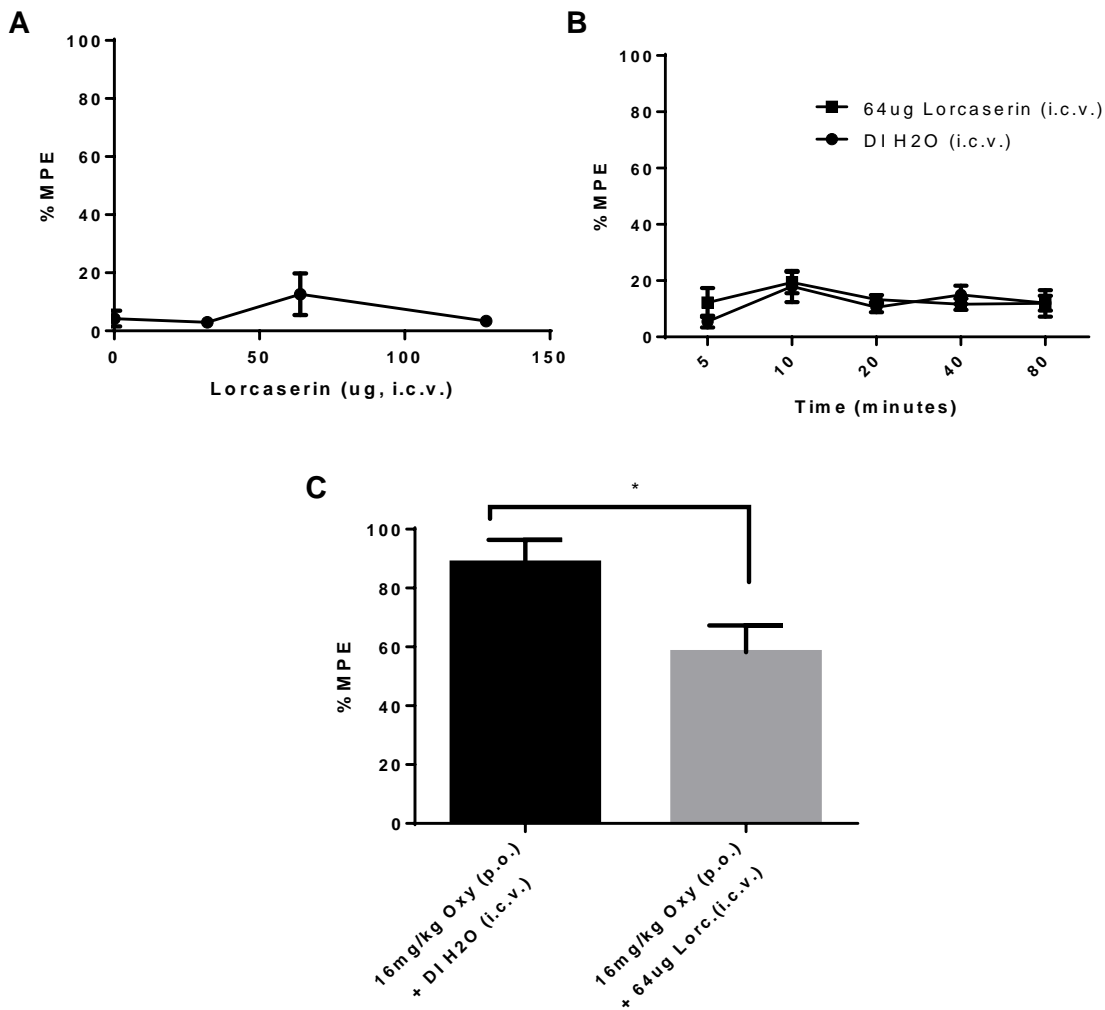 A
100
80
60
40
20
0
%MPE
0
50
100
150
Lorcaserin (ug, i.c.v.)
B
100
80
60
40
20
0
%MPE
64ug Lorcaserin (i.c.v.)
DI H2O (i.c.v.)
5
10
20
40
80
Time (minutes)
C
*
100
80
60
40
20
0
%MPE
16mg/kg Oxy (p.o.)
+ DI H2O (i.c.v.)
16mg/kg Oxy (p.o.)
+ 64ug Lorc.(i.c.v.)